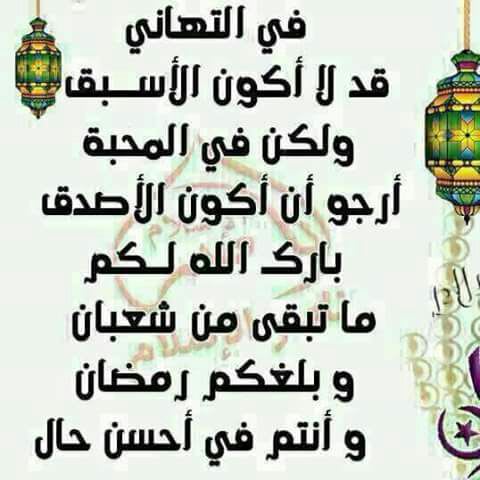 في التهاني
قد لا أكون الأسبق
ولكن في المحبة
أرجو أن أكون الأصدق
بارك الله لكم
ما تبقى من شعبان
و بلغكم رمضان
و أنتم في أحسن حال